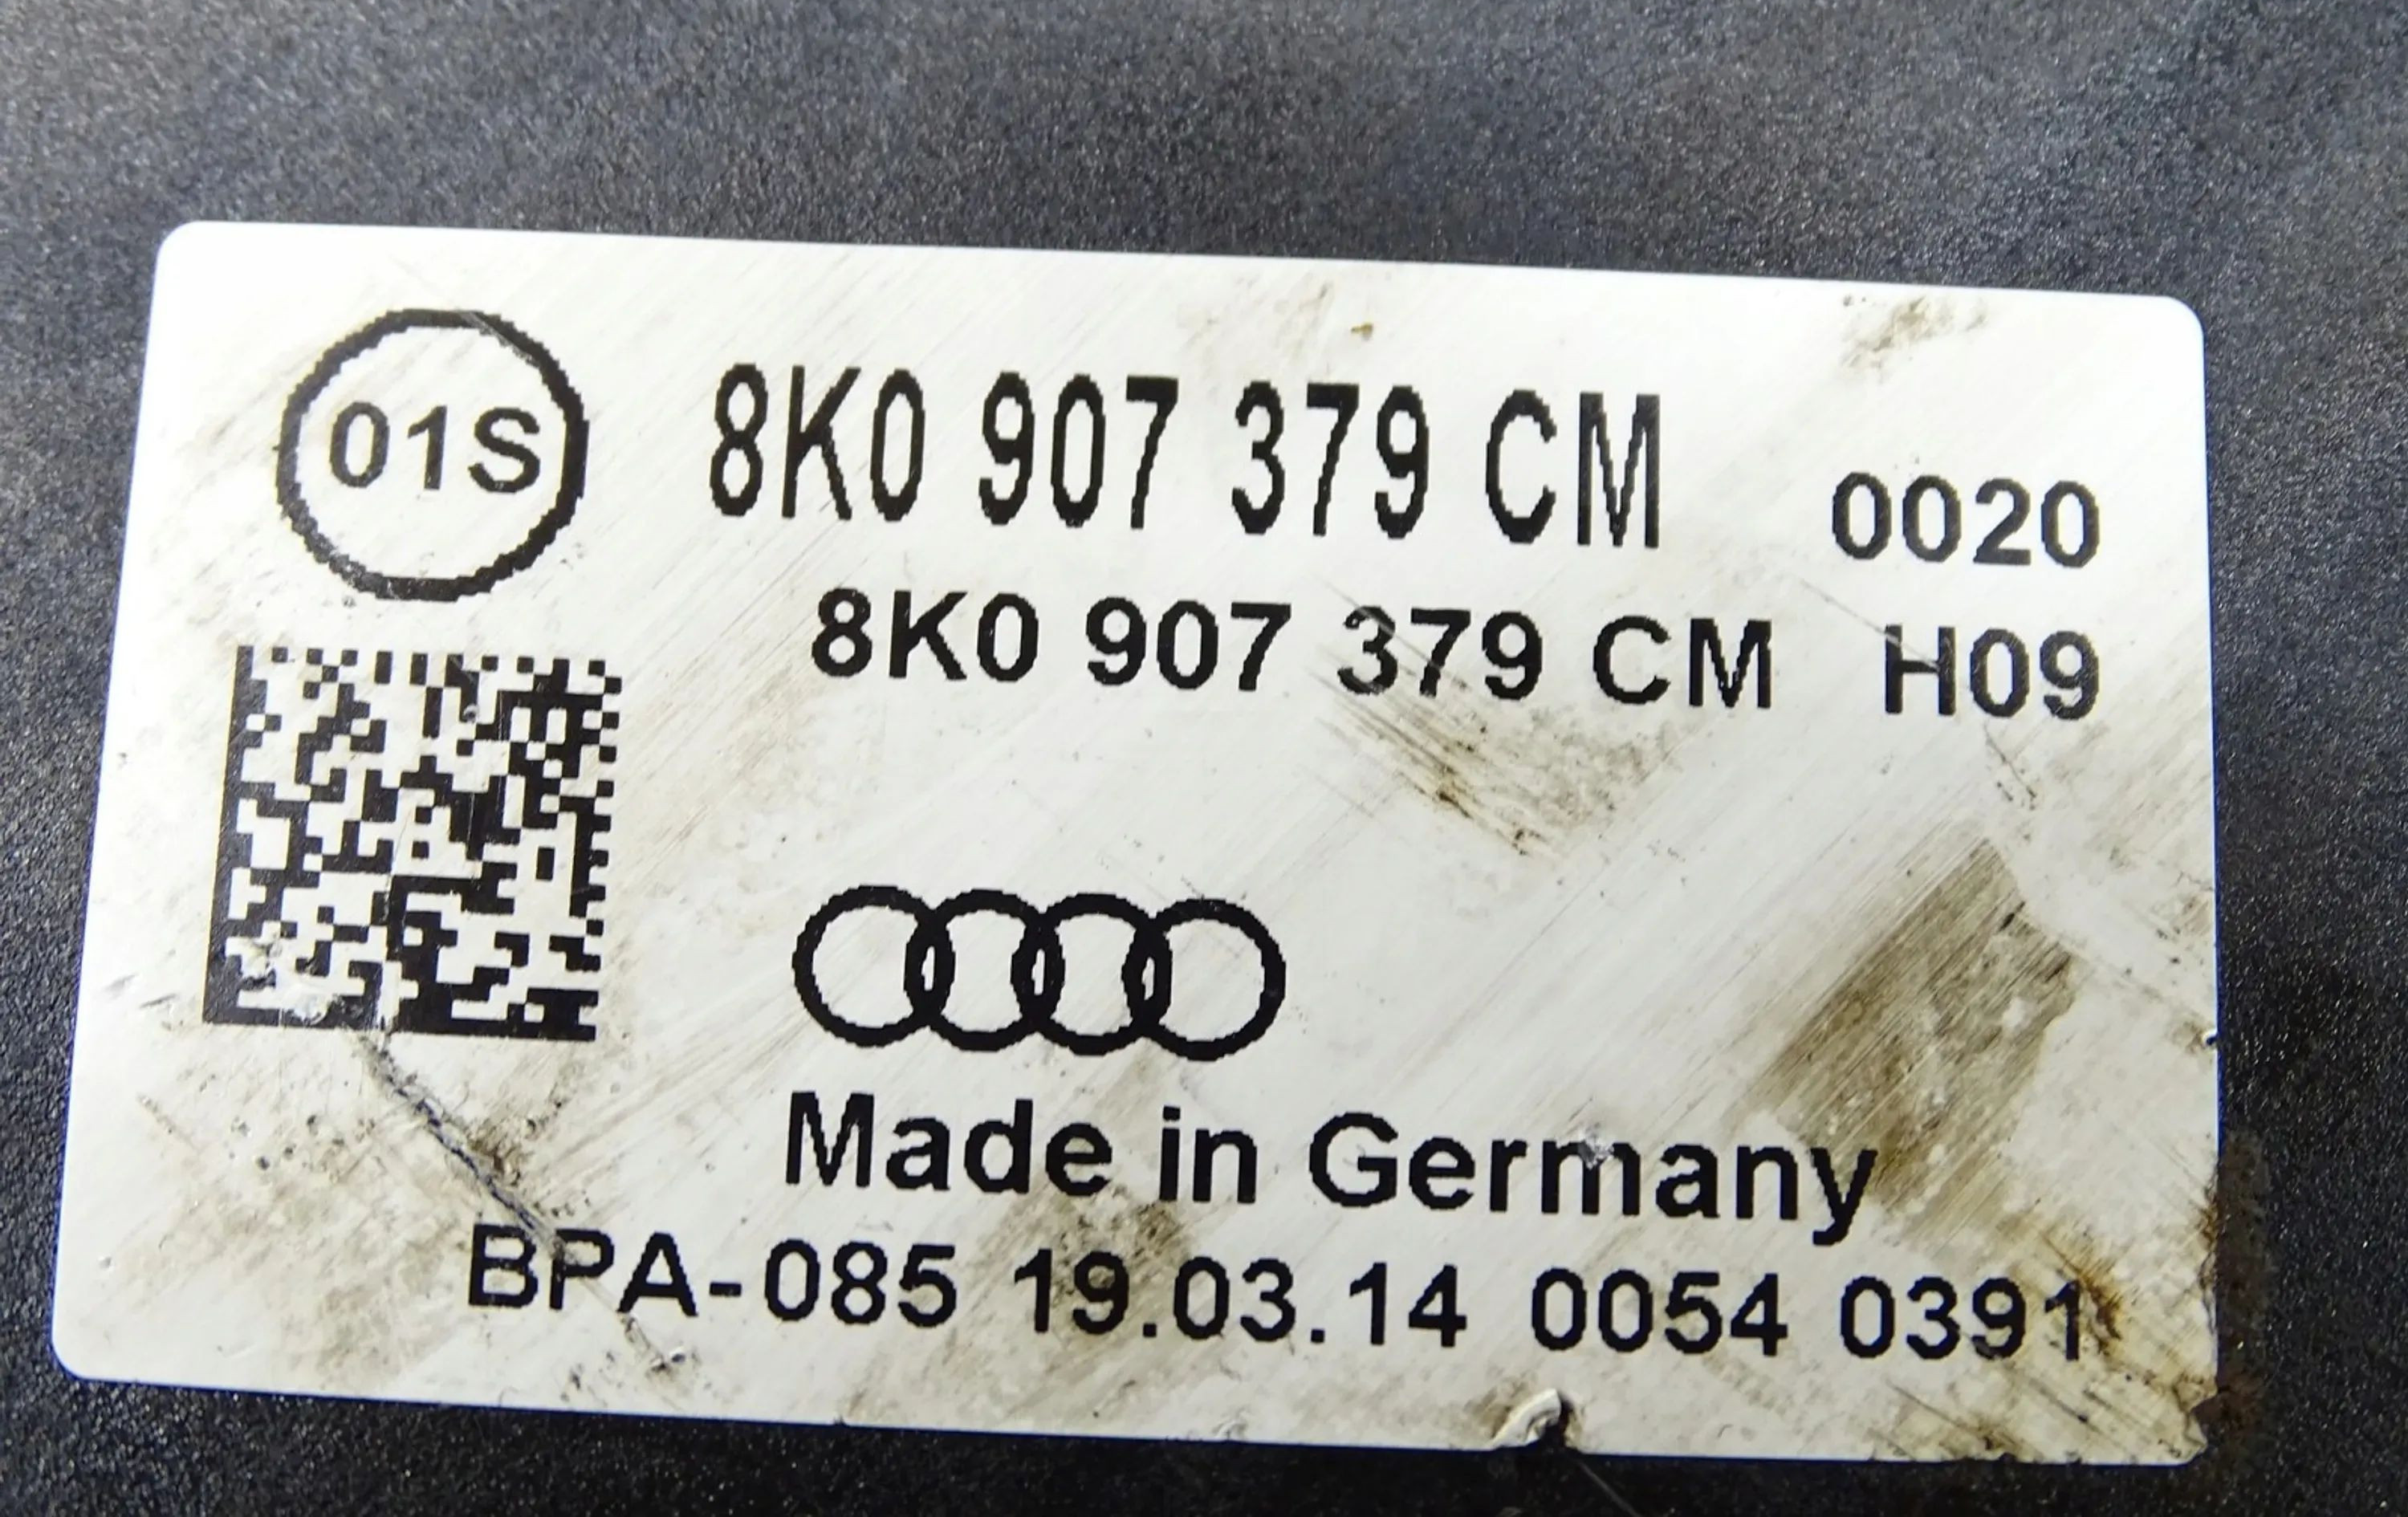 01S
8K0 907 379 CM 0020
8K0 907 379 CM H09
Made in Germany
BPA-085 19.03.14 0054 0391